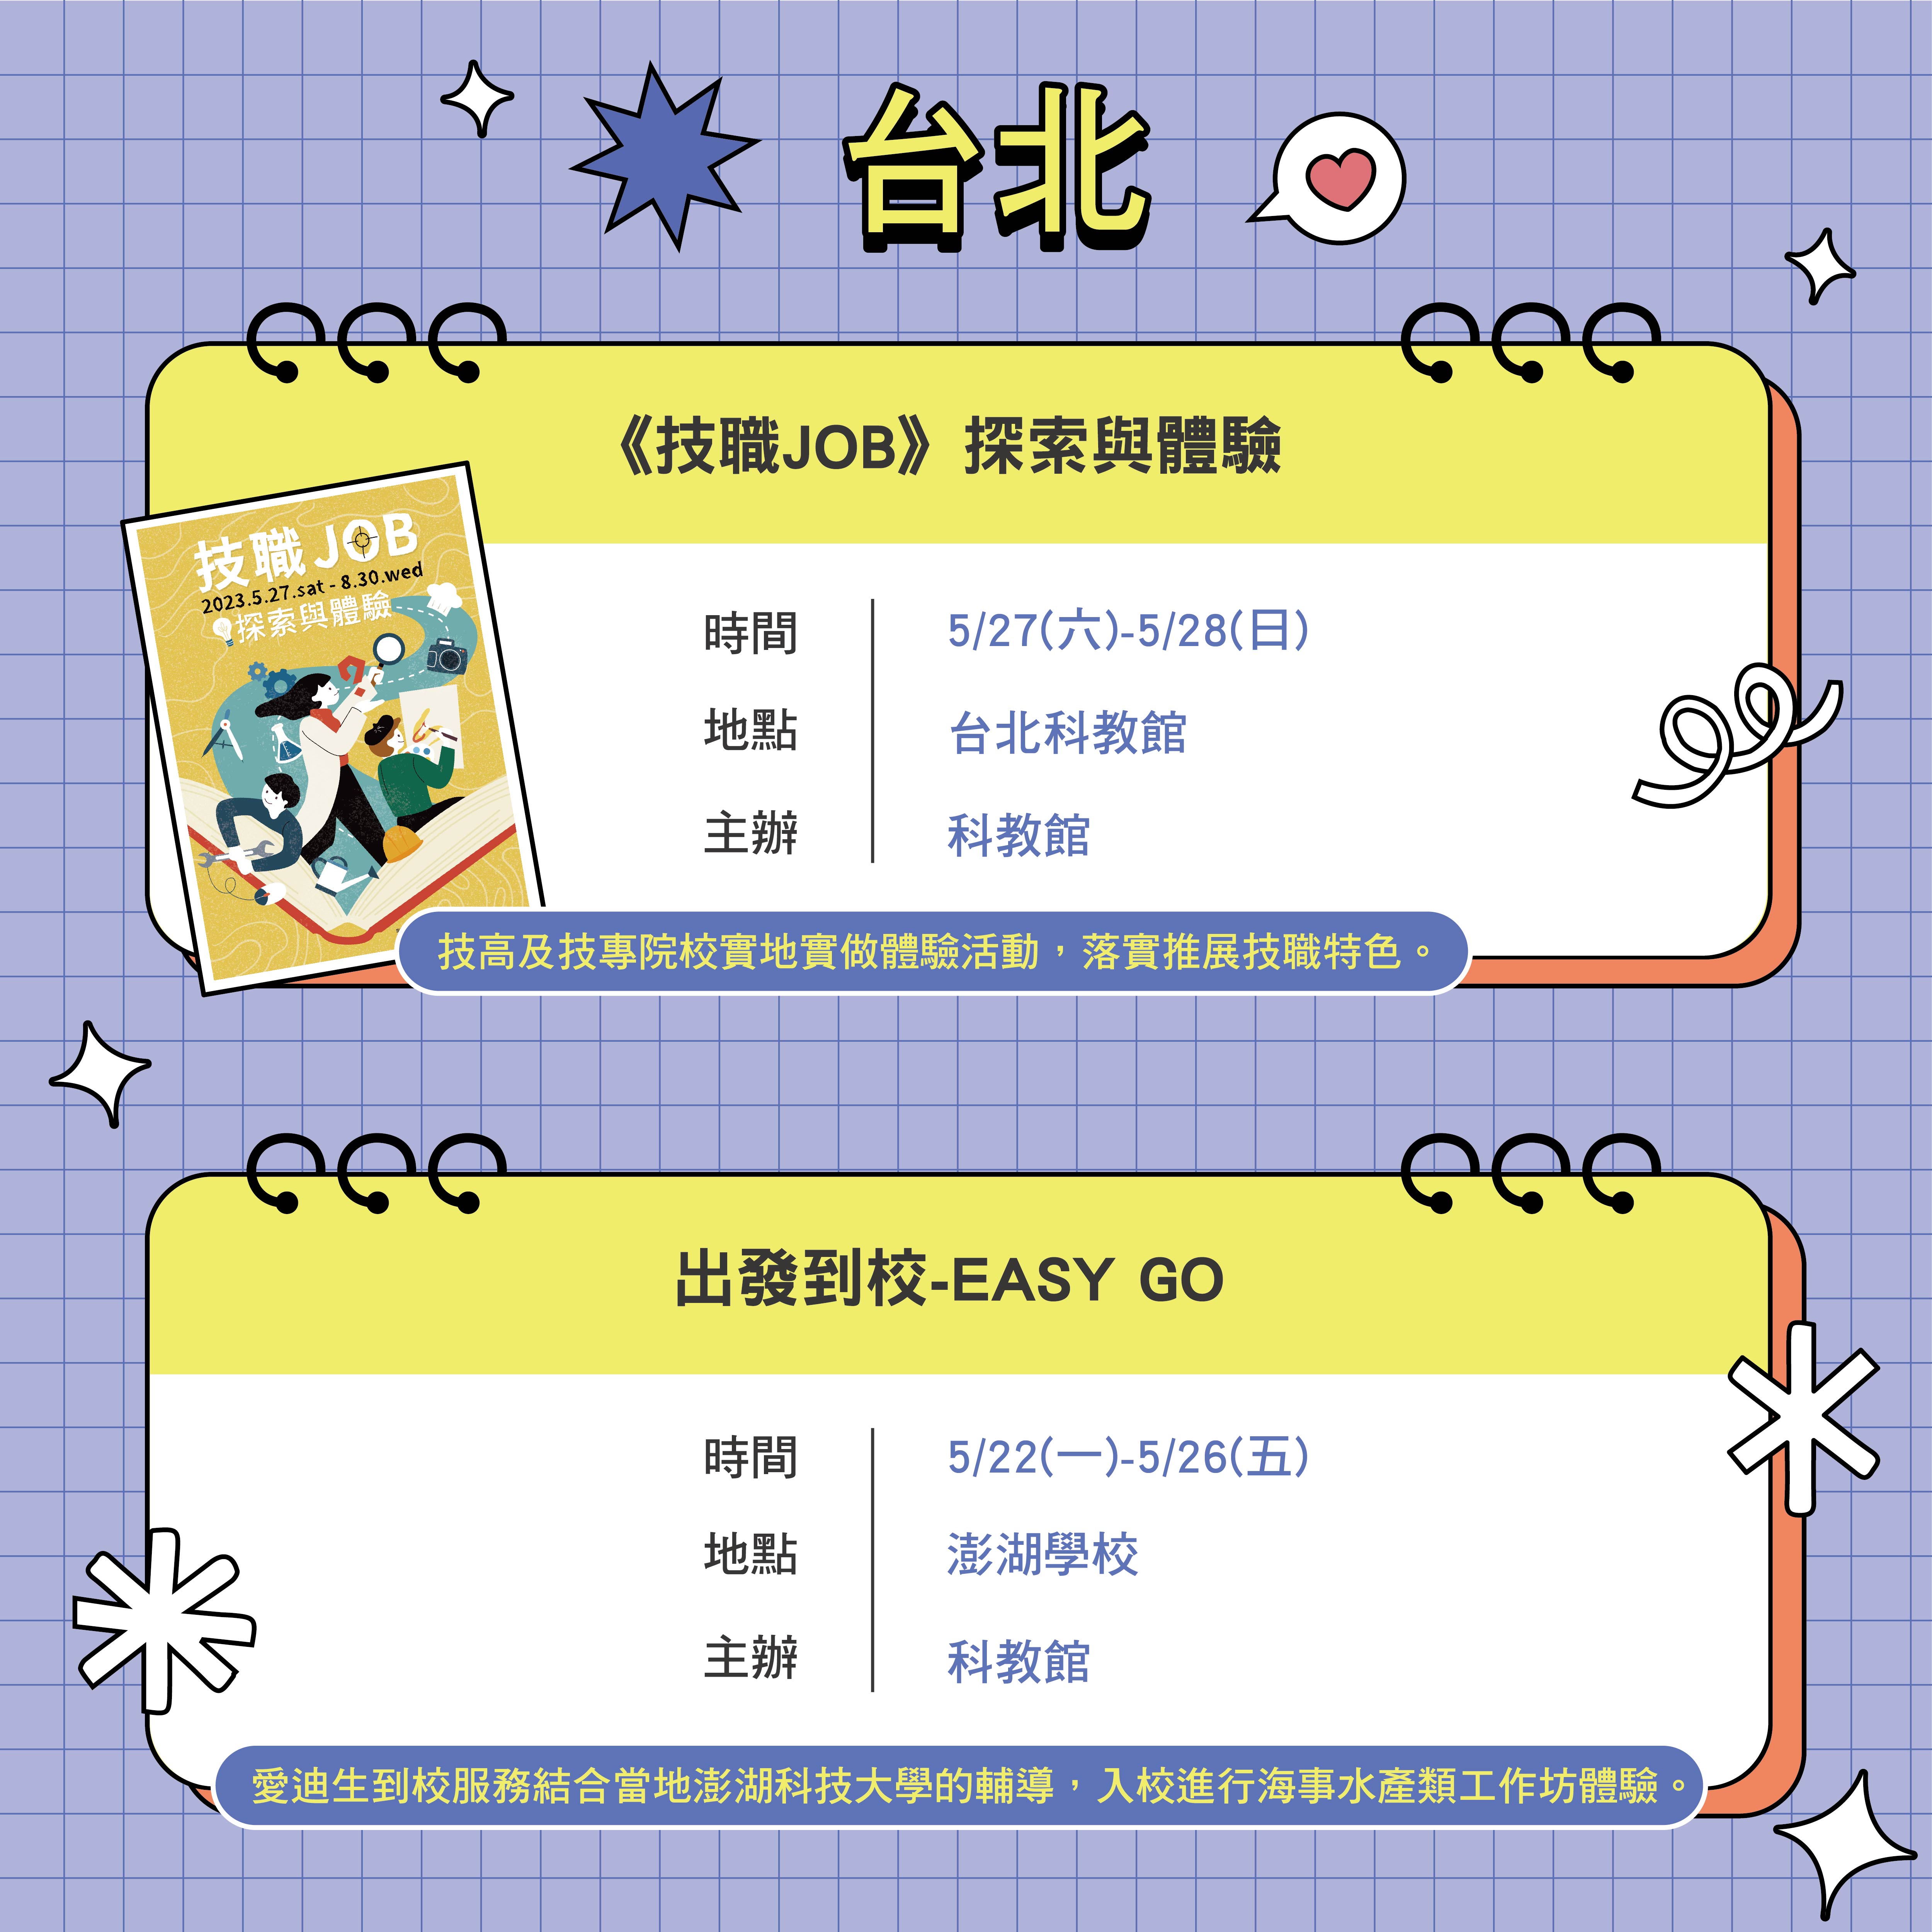 台北
《技職JOB》探索與體驗
技職JOB
2023.5.27.sat - 8.30.wed
探索與體驗
時間 5/27(六)-5/28(日)
地點 台北科教館
主辦 科教館
技高及技專院校實地實做體驗活動，落實推展技職特色。
出發到校-EASY GO
時間 5/22(一)-5/26(五)
地點 澎湖學校
主辦 科教館
愛迪生到校服務結合當地澎湖科技大學的輔導，入校進行海事水產類工作坊體驗。